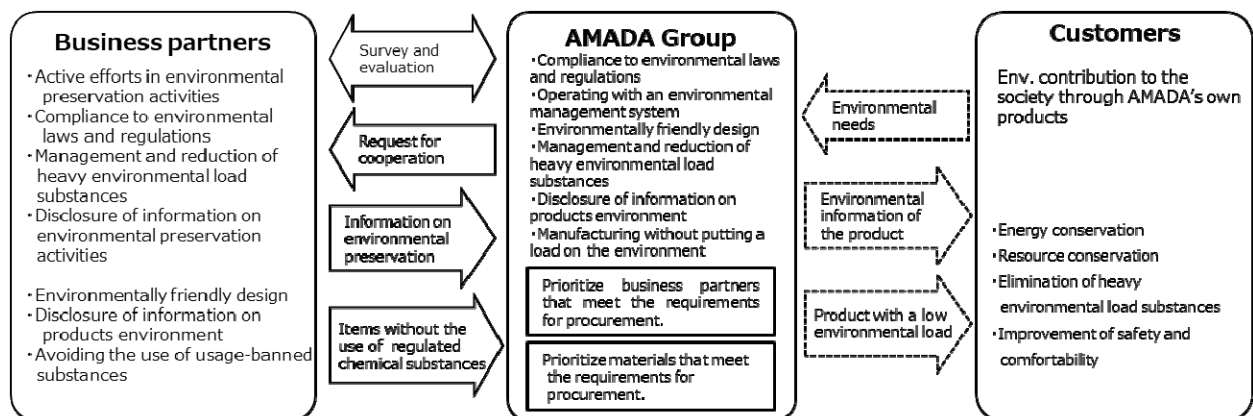 Business partners
・Active efforts in environmental
preservation activities
・Compliance to environmental
laws and regulations
・Management and reduction of
heavy environmental load
substances
・Disclosure of information on
environmental preservation
activities
・Environmentally friendly design
・Disclosure of information on
products environment
・Avoiding the use of usage-banned
substances
Survey and
evaluation
Request for
cooperation
Information on
environmental
preservation
Items without the
use of regulated
chemical substances
AMADA Group
・Compliance to environmental laws
and regulations
・Operating with an environmental
management system
・Environmentally friendly design
・Management and reduction of
heavy environmental load
substances
・Disclosure of information on
products environment
・Manufacturing without putting a
load on the environment
Prioritize business partners
that meet the requirements
for procurement.
Prioritize materials that meet
the requirements for
procurement.
Environmental
needs
Environmental
information of
the product
Product with a low
environmental load
Customers
Env. contribution to the
society through AMADA's own
products
・Energy conservation
・Resource conservation
・Elimination of heavy
environmental load substances
・Improvement of safety and
comfortability